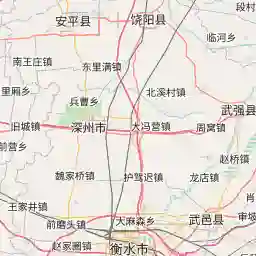 安平县
饶阳县
段村
临河乡
南王庄镇
东里满镇
里厢乡
兵曹乡
北溪村镇
武强县
旧城镇
深州市
大冯营镇
周窝镇
前营乡
赵桥镇
魏家桥镇
护驾迟镇
龙店镇
肖
王家井镇
大麻森乡
武邑县
前磨头镇
审坡
赵家圈镇
衡水市